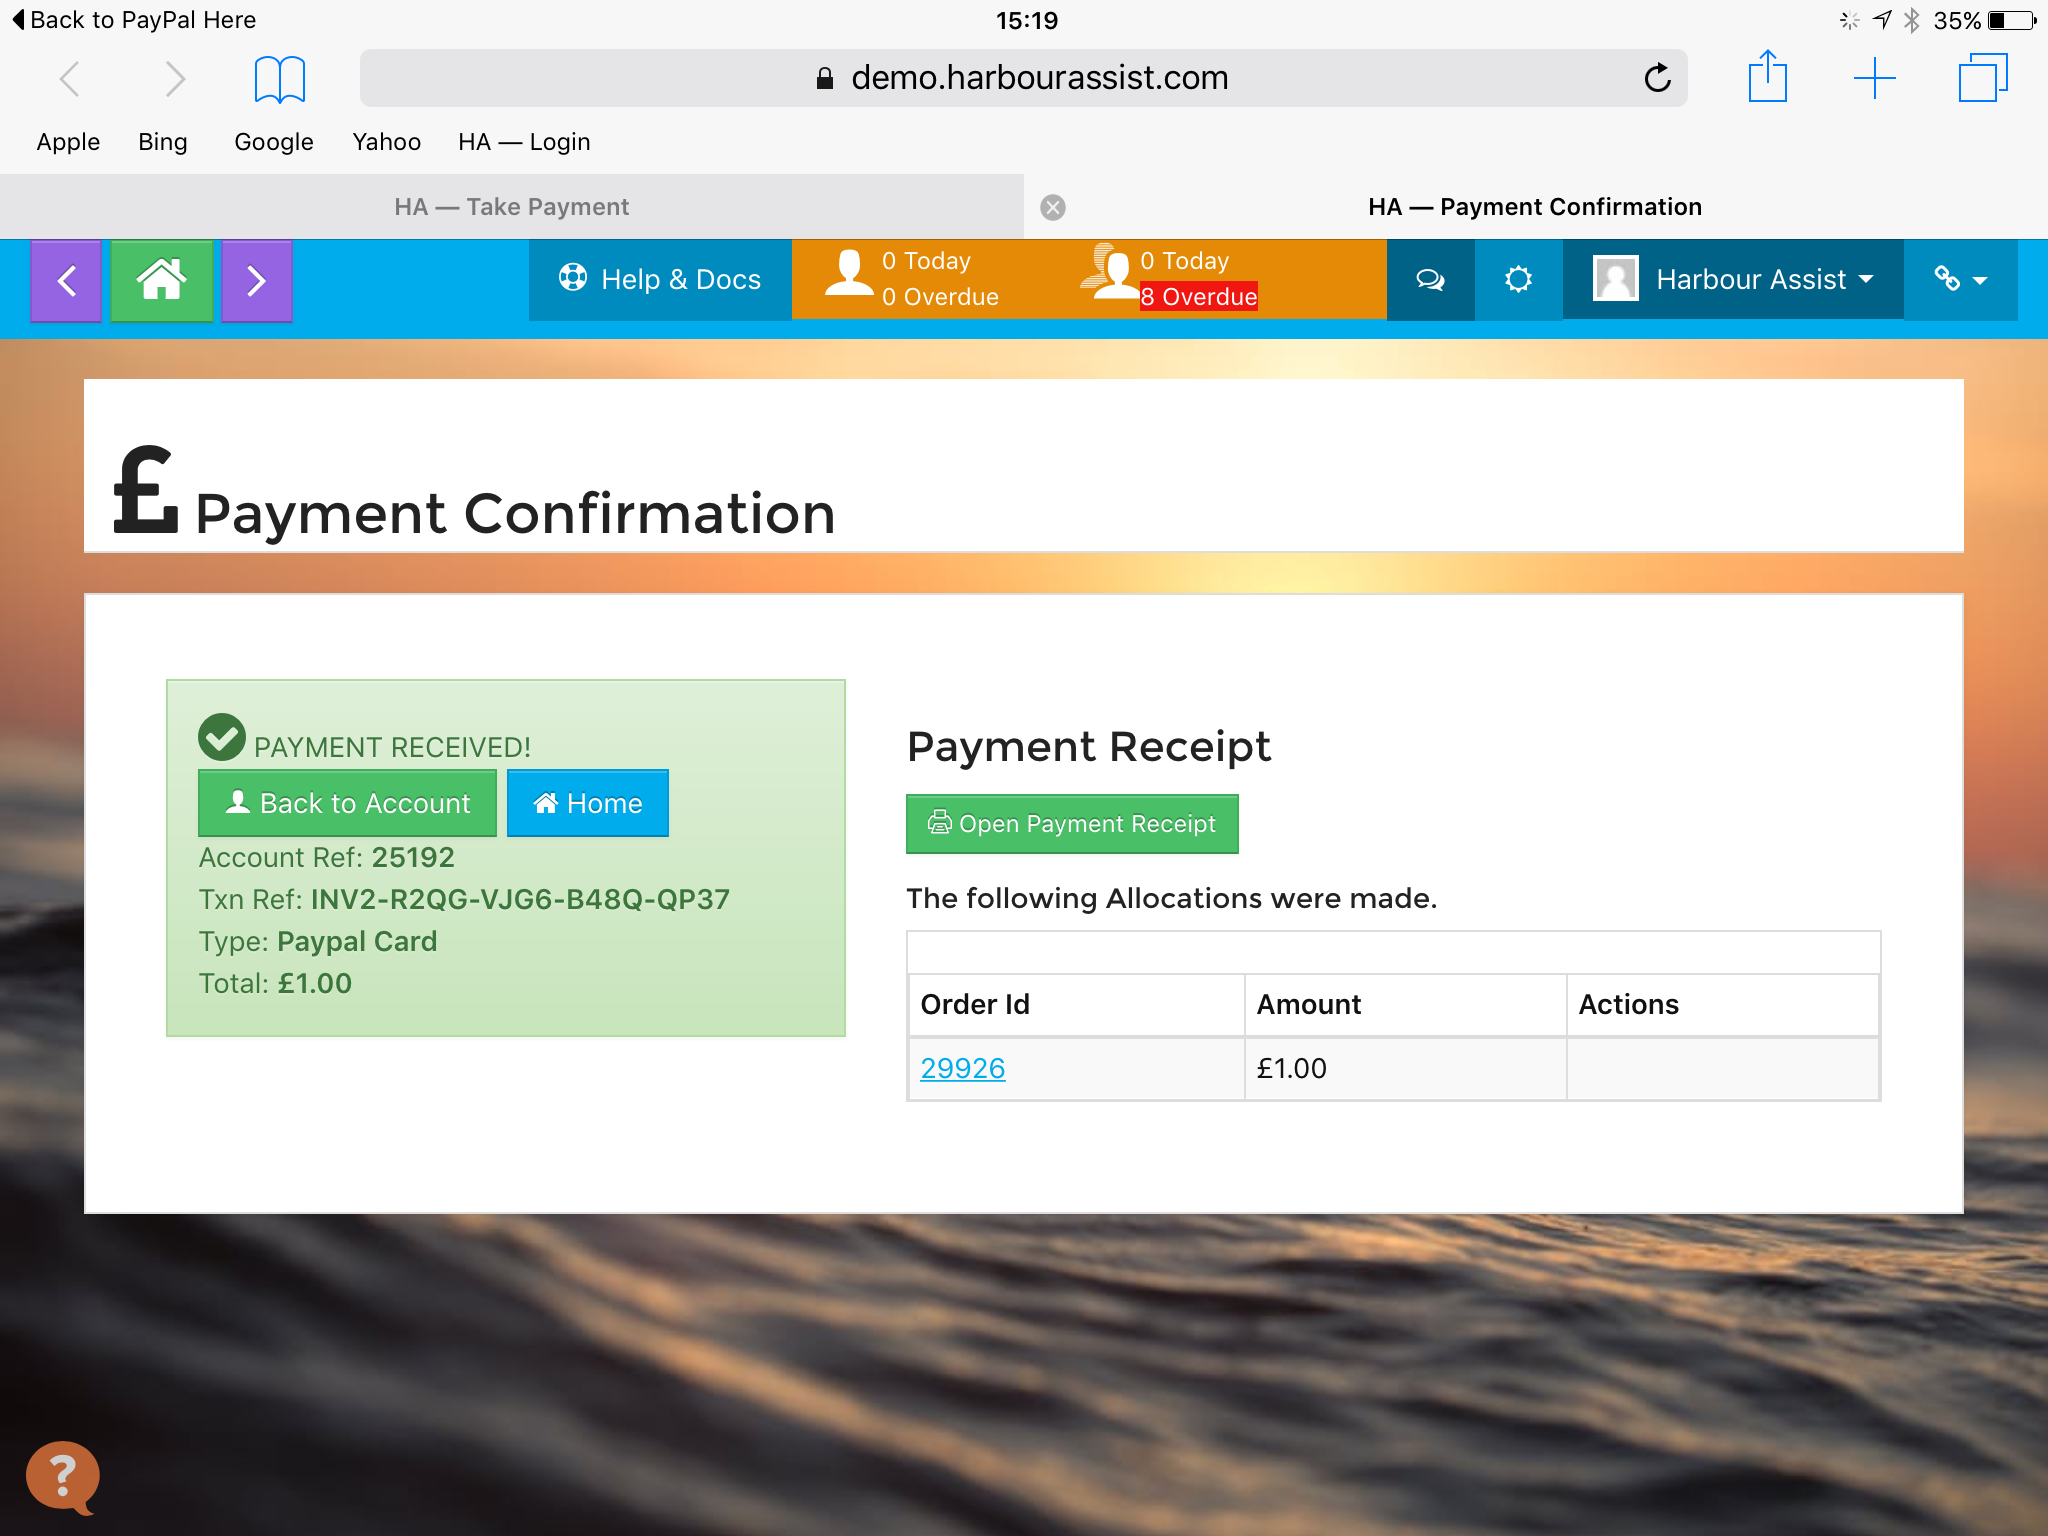 Back to PayPal Here
15:19
35%
demo.harbourassist.com
Apple Bing Google Yahoo HA — Login
HA — Take Payment
HA — Payment Confirmation
Help & Docs
0 Today
0 Overdue
0 Today
8 Overdue
Harbour Assist
£ Payment Confirmation
PAYMENT RECEIVED!
Back to Account
Home
Account Ref: 25192
Txn Ref: INV2-R2QG-VJG6-B48Q-QP37
Type: Paypal Card
Total: £1.00
Payment Receipt
Open Payment Receipt
The following Allocations were made.
Order Id Amount Actions
29926 £1.00
?